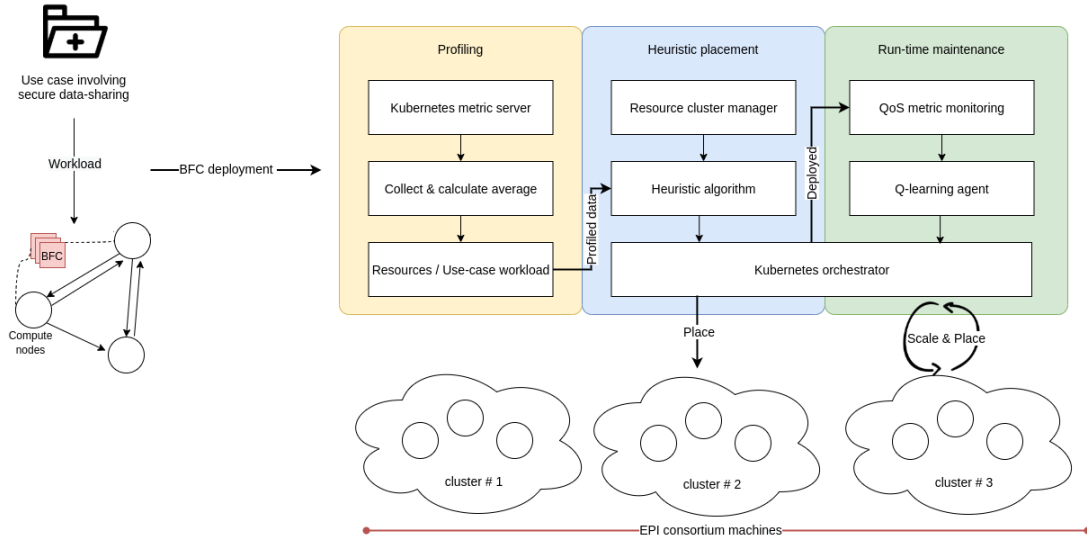 Use case involving
secure data-sharing
Workload
BFC
Compute
nodes
BFC deployment
Profiling
Kubernetes metric server
Collect & calculate average
Resources / Use-case workload
Profiled data
Heuristic placement
Resource cluster manager
Heuristic algorithm
Kubernetes orchestrator
Deployed
Run-time maintenance
QoS metric monitoring
Q-learning agent
Place
Scale & Place
cluster # 1
cluster # 2
cluster # 3
EPI consortium machines